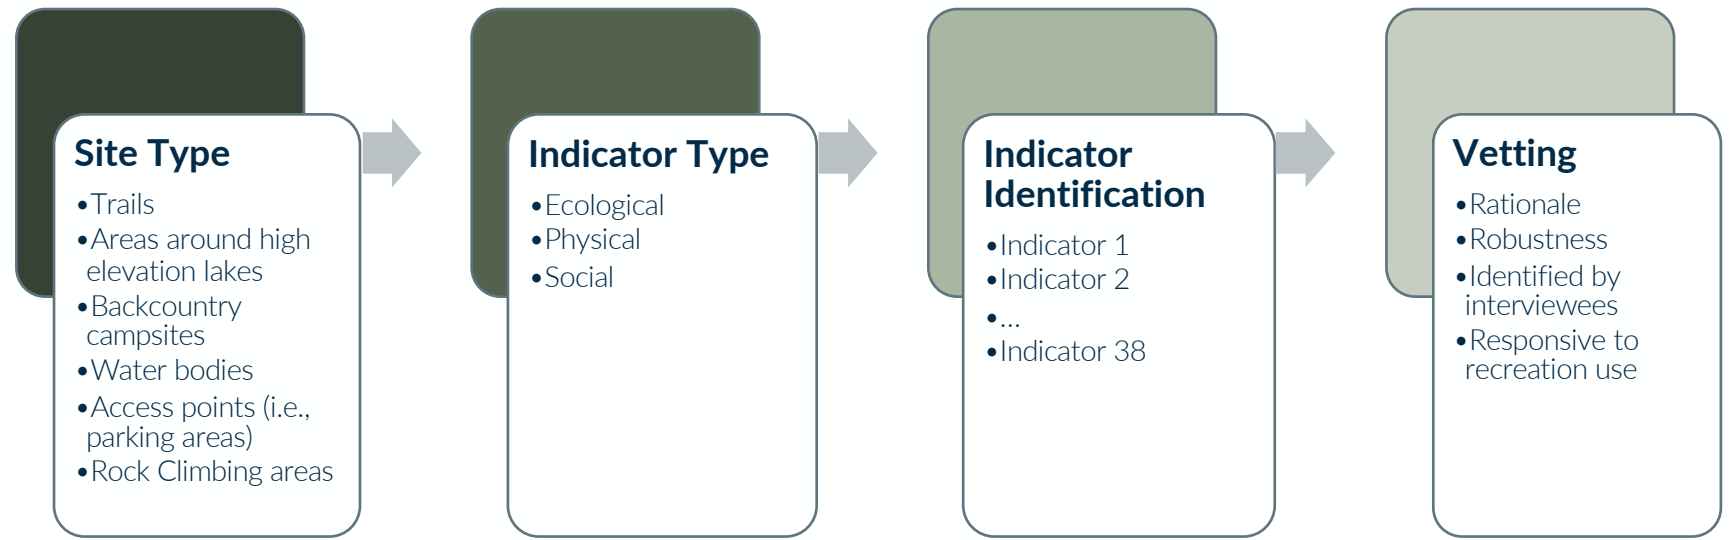 Site Type
•Trails
•Areas around high
elevation lakes
•Backcountry
campsites
•Water bodies
•Access points (i.e.,
parking areas)
•Rock Climbing areas
Indicator Type
•Ecological
•Physical
•Social
Indicator
Identification
•Indicator 1
•Indicator 2
•...
•Indicator 38
Vetting
•Rationale
•Robustness
•Identified by
interviewees
•Responsive to
recreation use